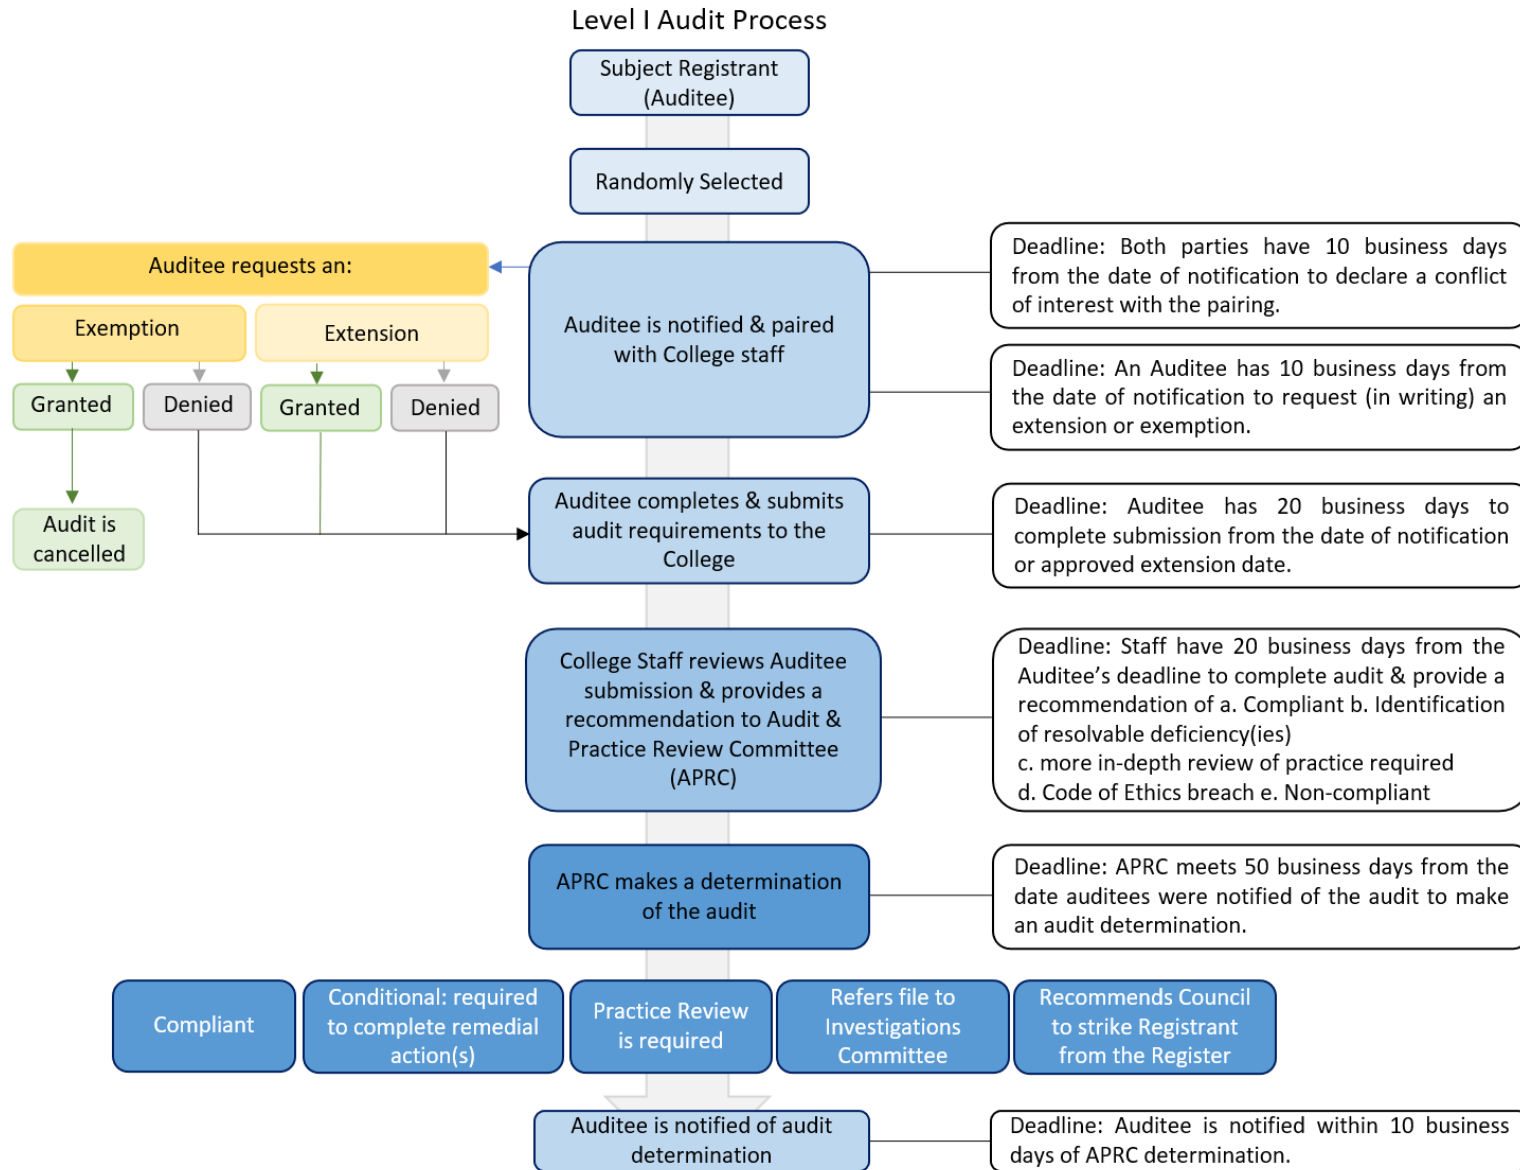 Level I Audit Process
Subject Registrant
(Auditee)
Randomly Selected
Auditee requests an:
Exemption
Extension
Granted
Denied
Granted
Denied
Audit is
cancelled
Auditee is notified & paired
with College staff
Deadline: Both parties have 10 business days
from the date of notification to declare a conflict
of interest with the pairing.
Deadline: An Auditee has 10 business days from
the date of notification to request (in writing) an
extension or exemption.
Auditee completes & submits
audit requirements to the
College
Deadline: Auditee has 20 business days to
complete submission from the date of notification
or approved extension date.
College Staff reviews Auditee
submission & provides a
recommendation to Audit &
Practice Review Committee
(APRC)
Deadline: Staff have 20 business days from the
Auditee's deadline to complete audit & provide a
recommendation of a. Compliant b. Identification
of resolvable deficiency(ies)
c. more in-depth review of practice required
d. Code of Ethics breach e. Non-compliant
APRC makes a determination
of the audit
Deadline: APRC meets 50 business days from the
date auditees were notified of the audit to make
an audit determination.
Compliant
Conditional: required
to complete remedial
action(s)
Practice Review
is required
Refers file to
Investigations
Committee
Recommends Council
to strike Registrant
from the Register
Auditee is notified of audit
determination
Deadline: Auditee is notified within 10 business
days of APRC determination.